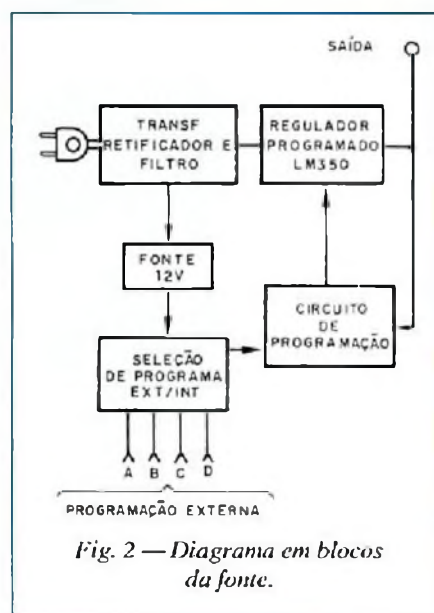 SAÍDA
TRANSF
RETIFICADOR E
FILTRO
REGULADOR
PROGRAMADO
LM350
FONTE
12V
CIRCUITO
DE
PROGRAMAÇÃO
SELEÇÃO
DE PROGRAMA
EXT/INT
A B C D
PROGRAMAÇÃO EXTERNA
Fig. 2 — Diagrama em blocos
da fonte.